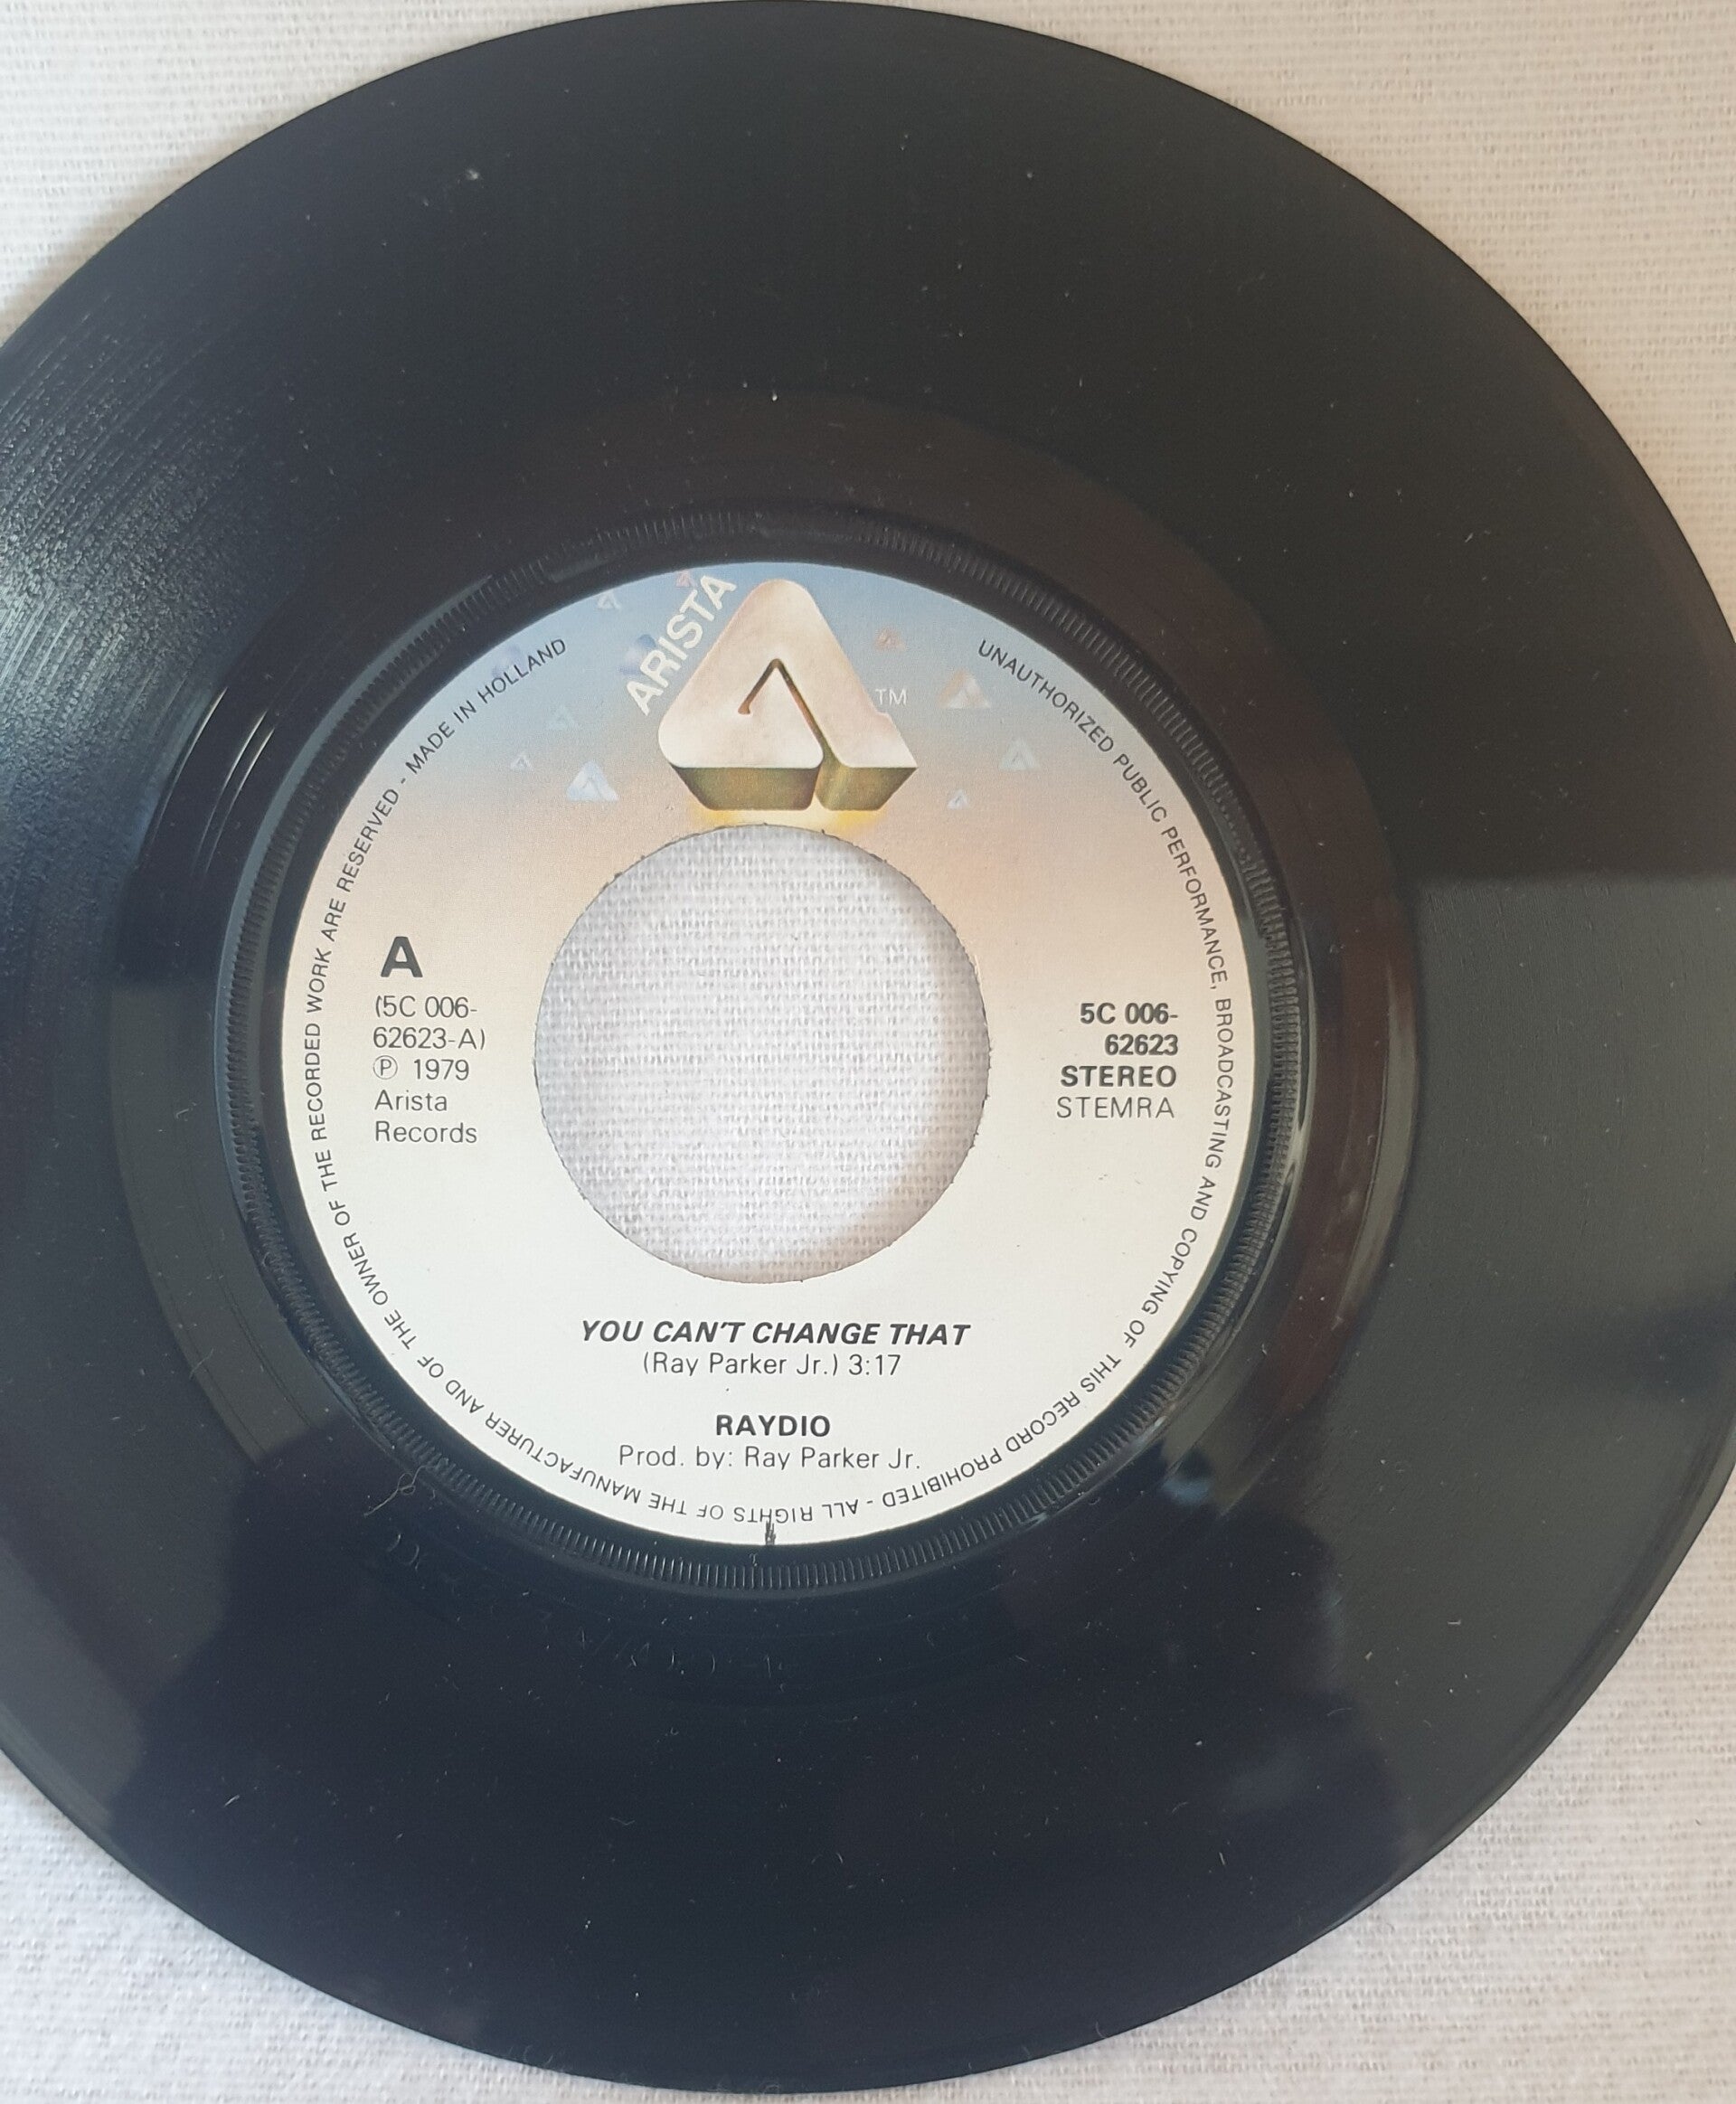 ARISTA
TM
UNAUTHORIZED PUBLIC PERFORMANCE, BROADCASTING AND COPYING OF THIS RECORD PROHIBITED - ALL RIGHTS OF THE MANUFACTURER AND OF THE OWNER OF THE RECORDED WORK ARE RESERVED - MADE IN HOLLAND
A
(5C 006-
62623-A)
Ⓟ 1979
Arista
Records
5C 006-
62623
STEREO
STEMRA
YOU CAN'T CHANGE THAT
(Ray Parker Jr.) 3:17
RAYDIO
Prod. by: Ray Parker Jr.